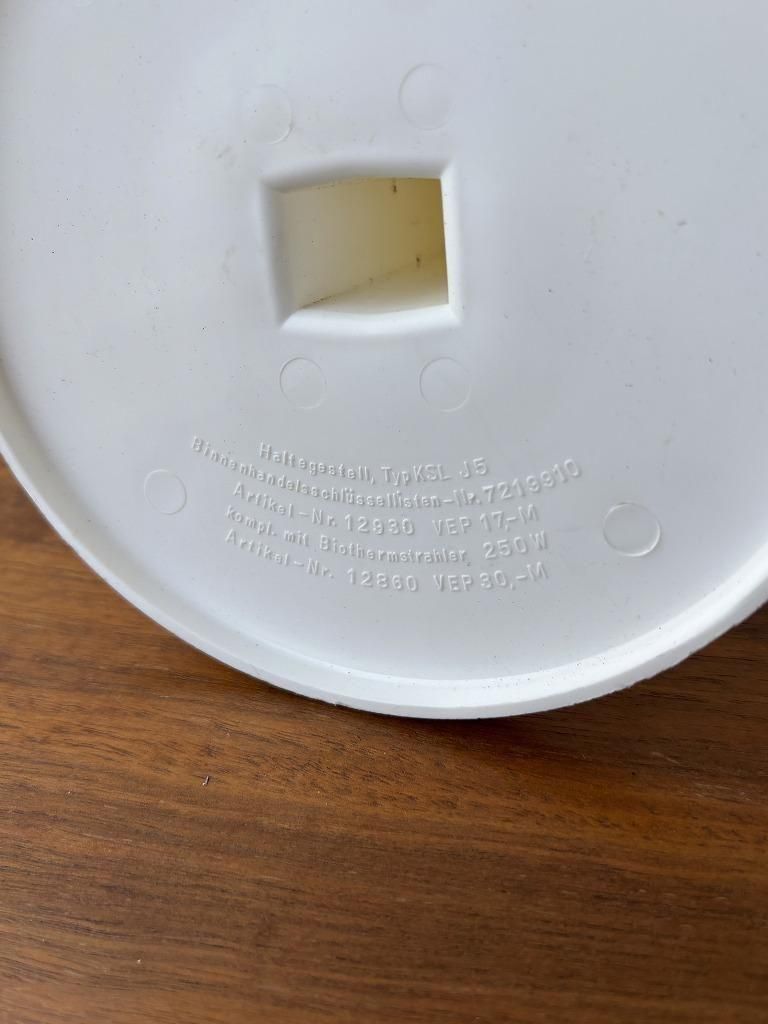 Haltegestell, Typ KSL J5
Binnenhandelsschlüssellisten-Nr. 7219910
Artikel-Nr. 12930 VEP 17,-M
kompl. mit Biothermstrahler, 250 W
Artikel-Nr. 12860 VEP 30,-M